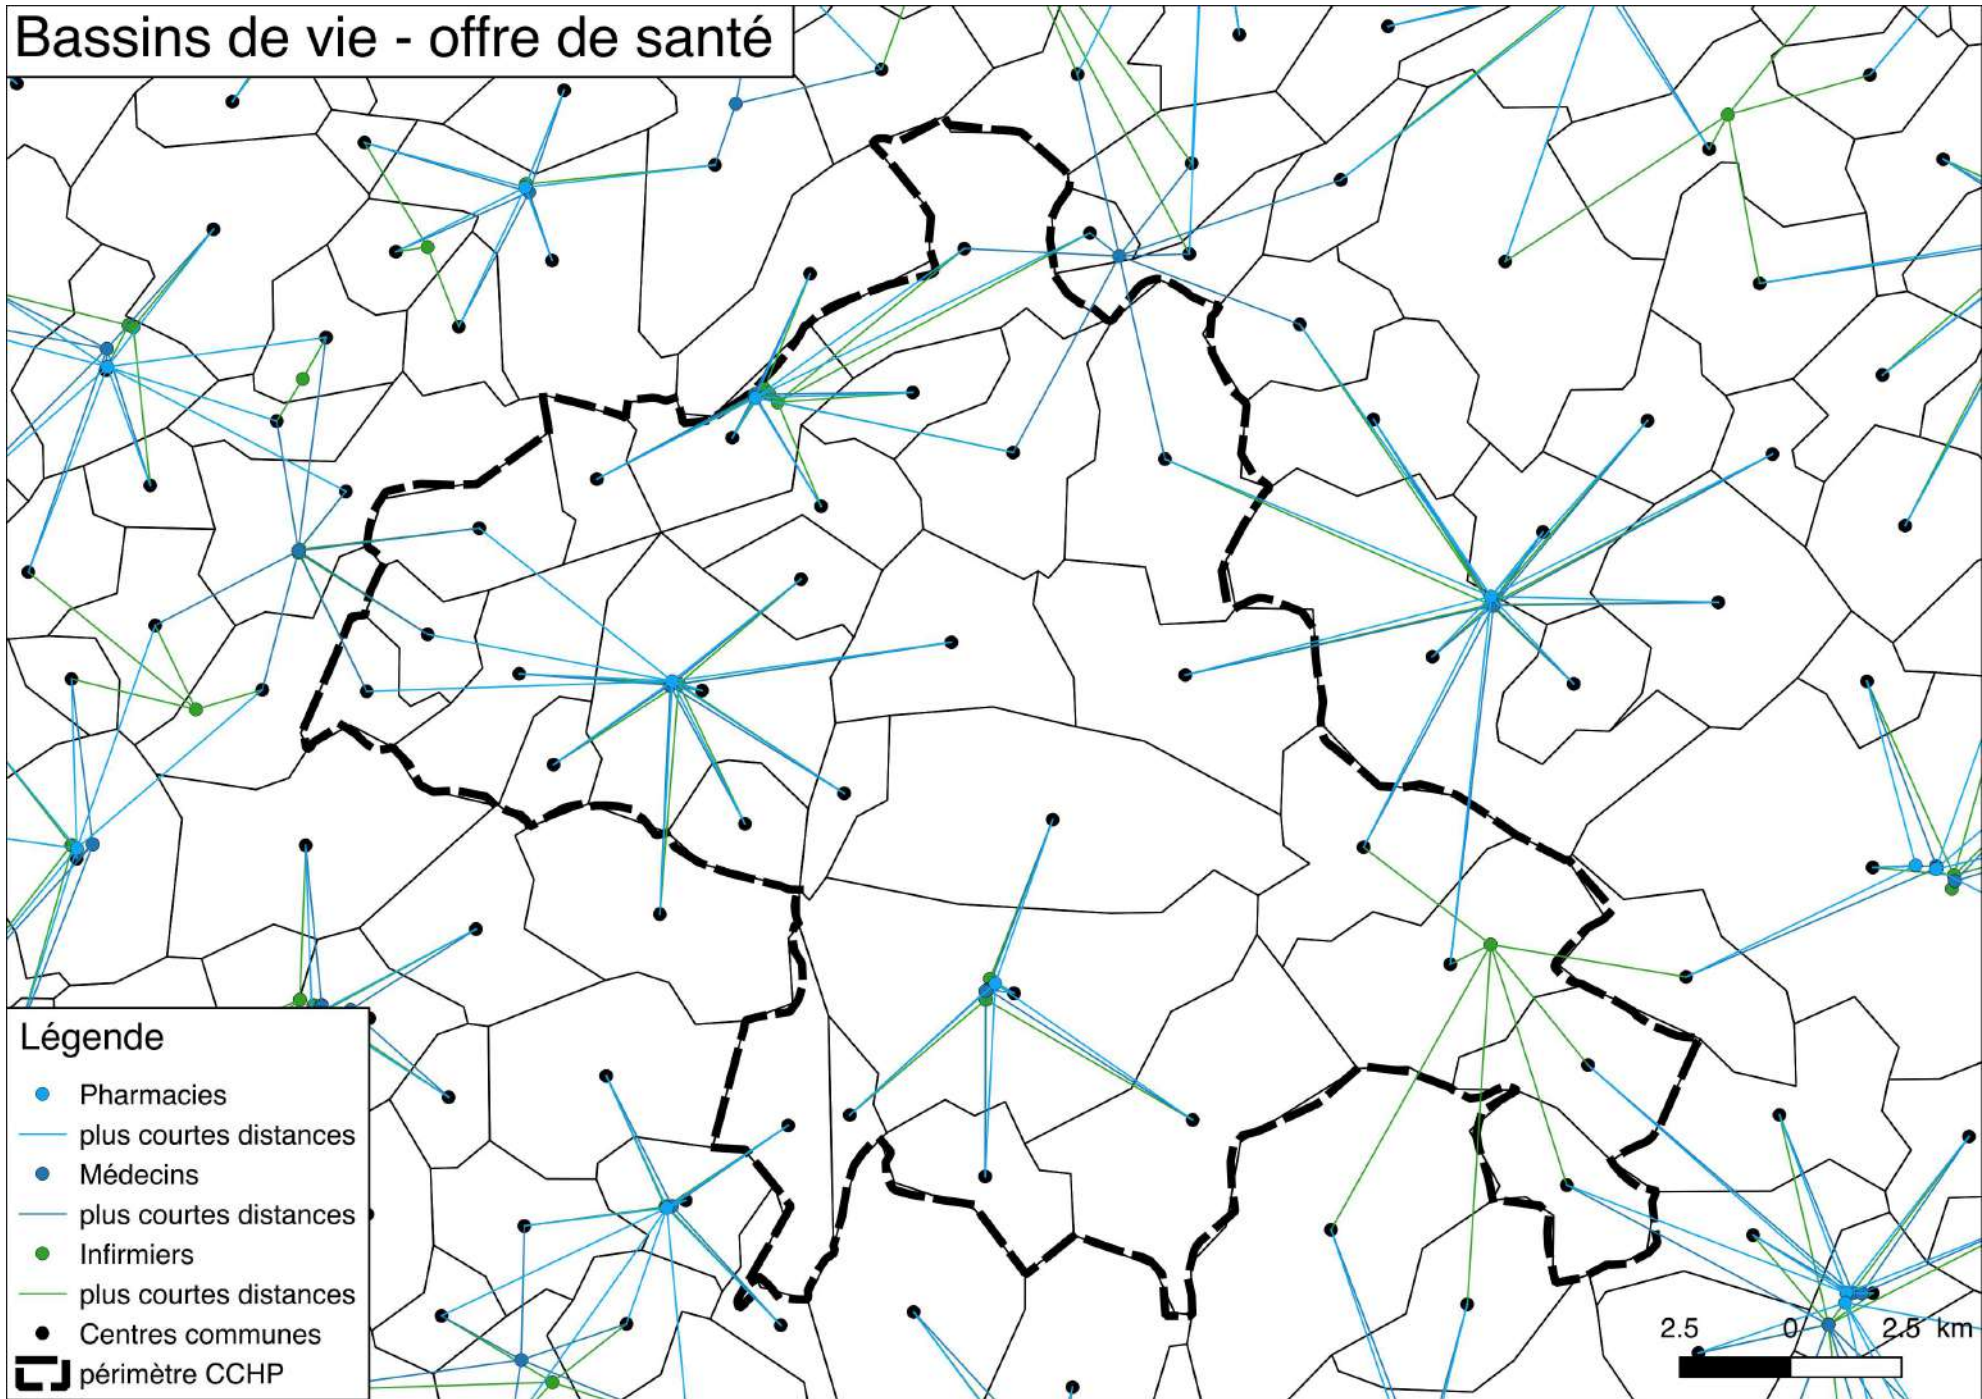 Bassins de vie - offre de santé
Légende
Pharmacies
plus courtes distances
Médecins
plus courtes distances
Infirmiers
plus courtes distances
Centres communes
périmètre CCHP
2.5 0 2.5 km